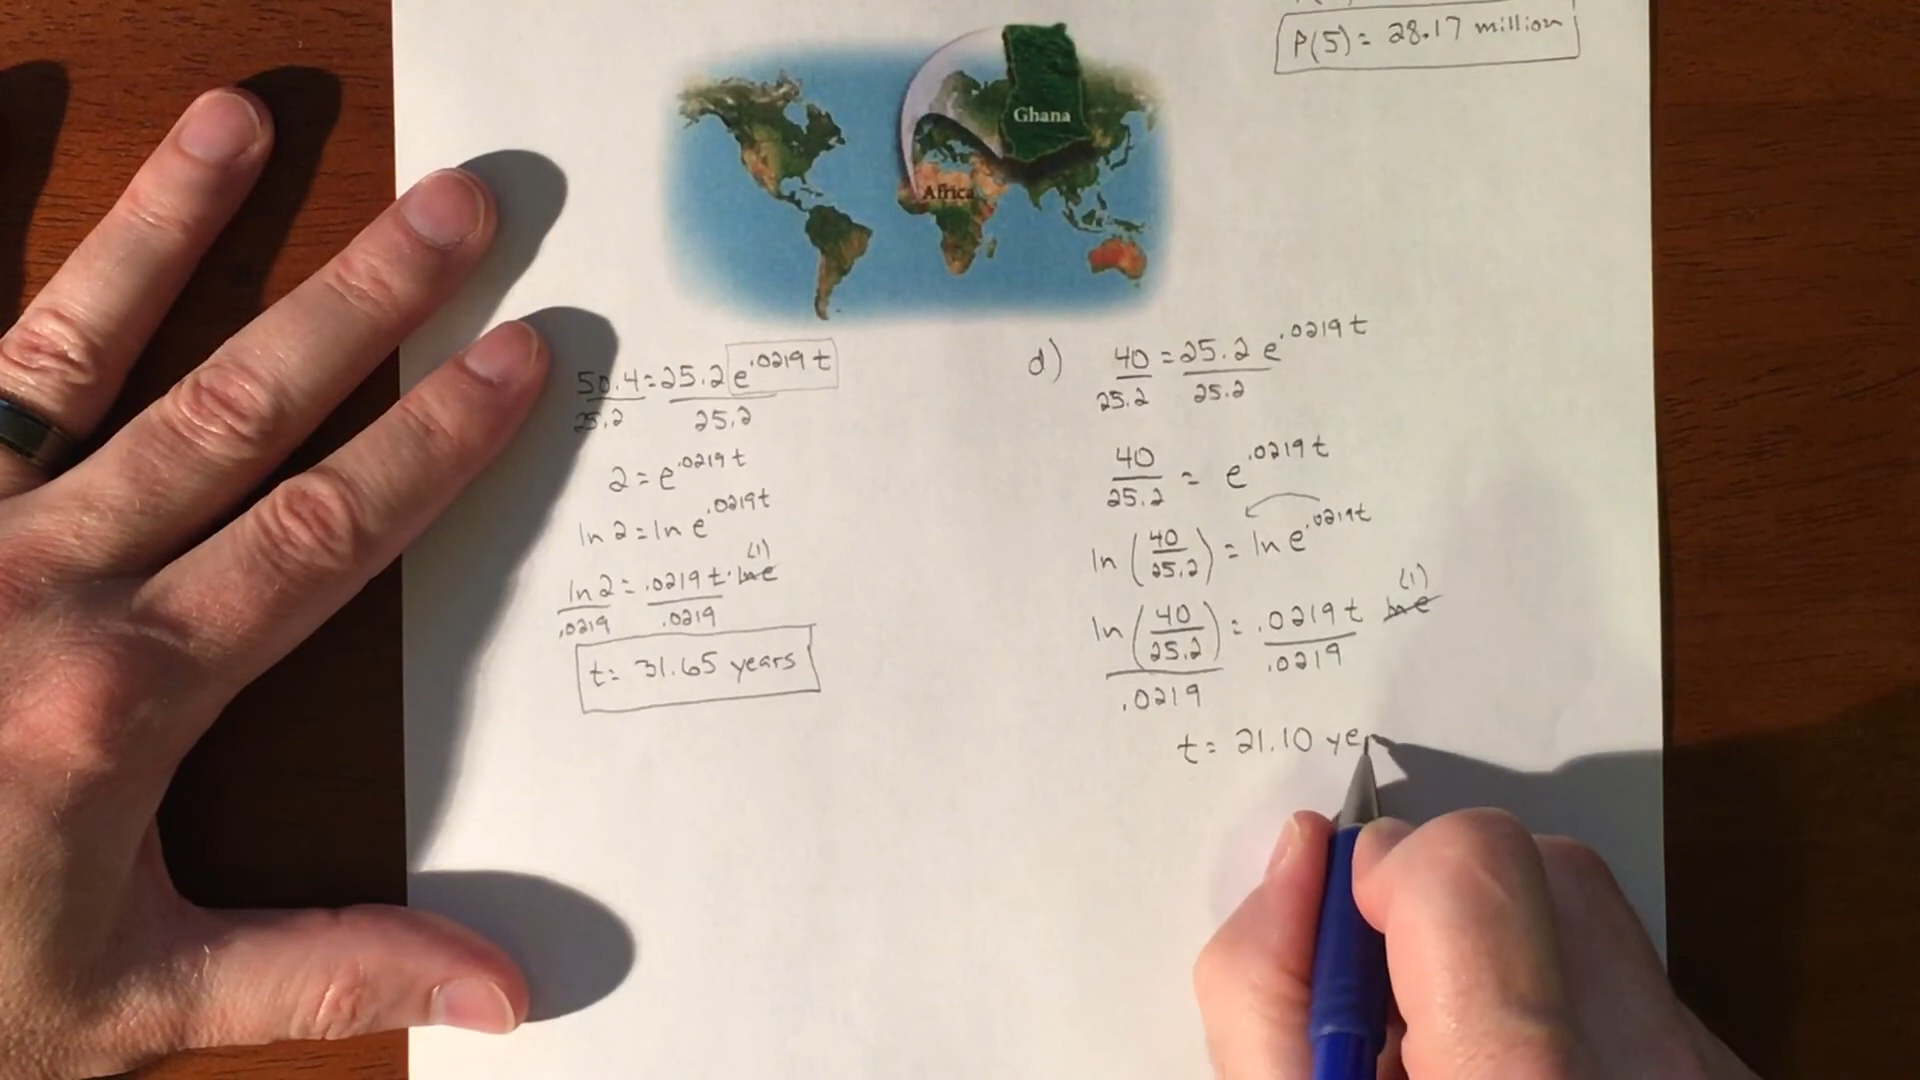 P(5) = 28.17 million
Ghana
Africa
50.4 = 25.2 e^.0219 t
25.2 25.2
2 = e^.0219 t
ln 2 = ln e^.0219t
ln 2 = .0219 t · ln e (1)
.0219 .0219
t = 31.65 years
d) 40 = 25.2 e^.0219 t
25.2 25.2
40/25.2 = e^.0219 t
ln (40/25.2) = ln e^.0219t
ln (40/25.2) = .0219 t ln e (1)
.0219 .0219
t = 21.10 ye